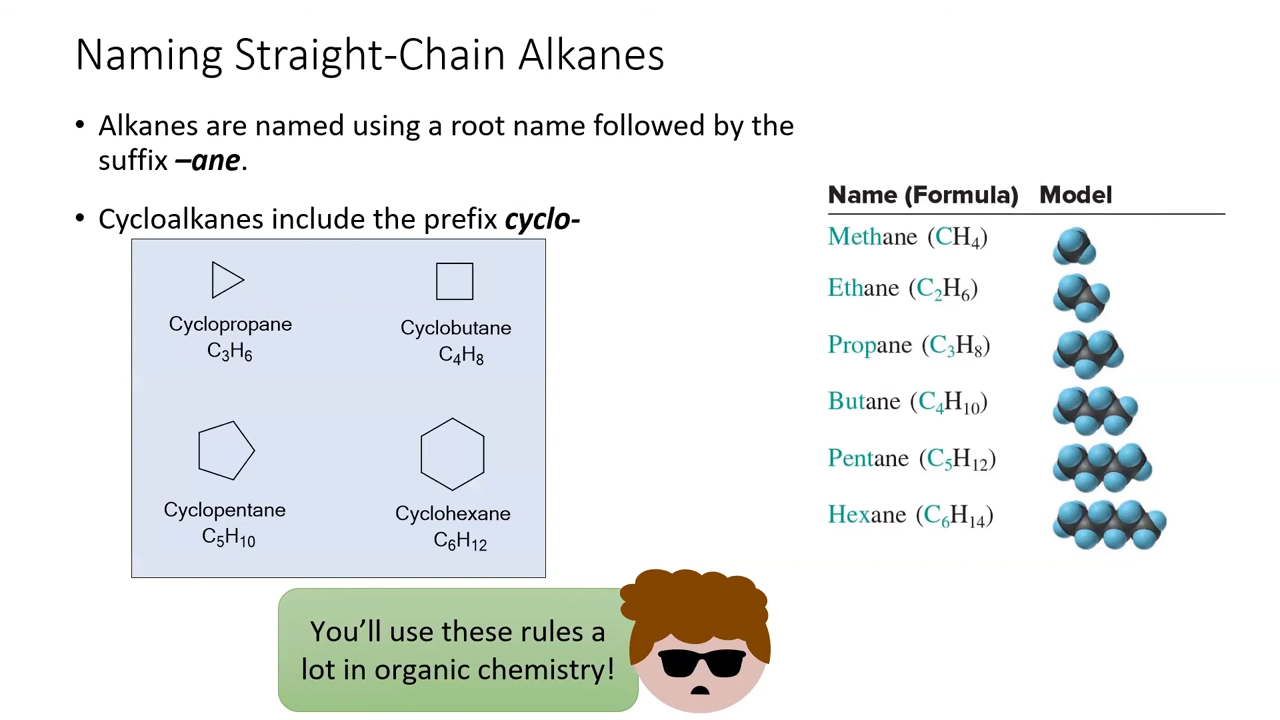 Naming Straight-Chain Alkanes
• Alkanes are named using a root name followed by the
suffix –ane.
• Cycloalkanes include the prefix cyclo-
Cyclopropane
C₃H₆
Cyclobutane
C₄H₈
Cyclopentane
C₅H₁₀
Cyclohexane
C₆H₁₂
Name (Formula) Model
Methane (CH₄)
Ethane (C₂H₆)
Propane (C₃H₈)
Butane (C₄H₁₀)
Pentane (C₅H₁₂)
Hexane (C₆H₁₄)
You’ll use these rules a
lot in organic chemistry!